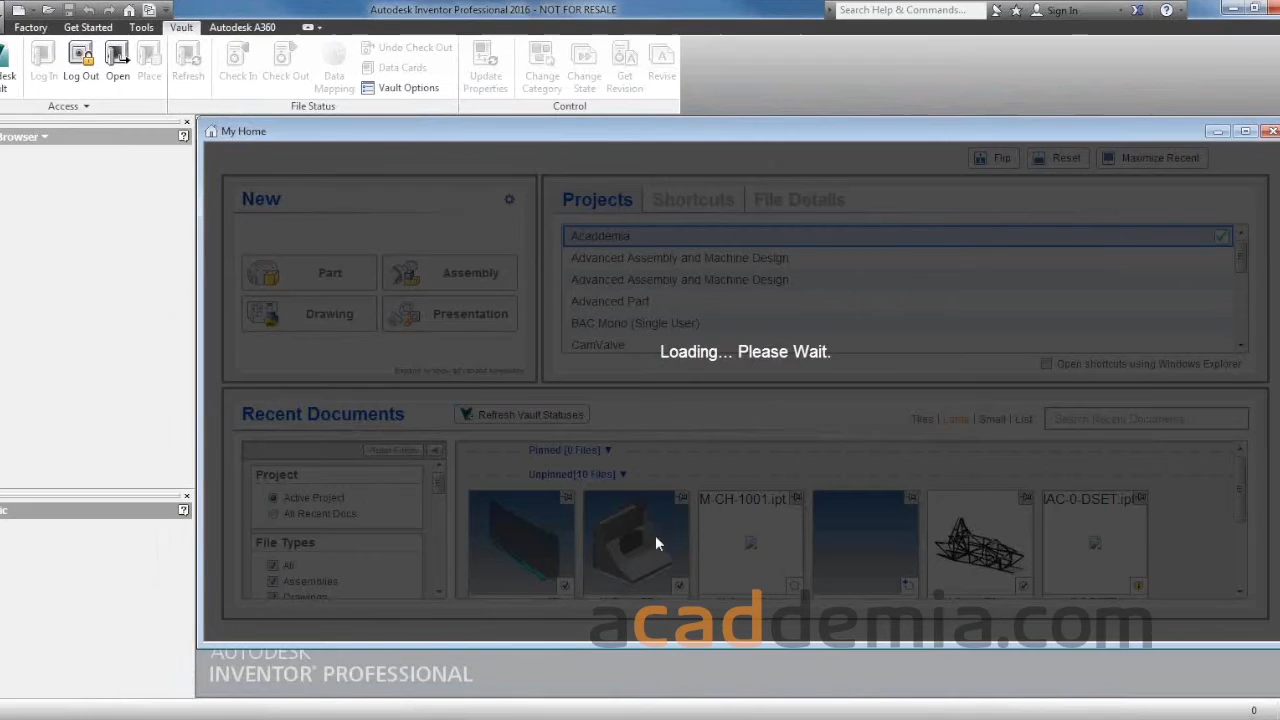 Autodesk Inventor Professional 2016 - NOT FOR RESALE
Search Help & Commands...
Sign In
Factory Get Started Tools Vault Autodesk A360
Log In Log Out Open Place Refresh Check In Check Out Data Mapping
Undo Check Out
Data Cards
Vault Options
Update Properties
Change Category
Change State
Get Revision
Revise
Access
File Status
Control
Browser
My Home
Flip Reset Maximize Recent
New
Part Assembly
Drawing Presentation
Projects Shortcuts File Details
Acaddemia
Advanced Assembly and Machine Design
Advanced Assembly and Machine Design
Advanced Part
BAC Mono (Single User)
CamValve
Loading... Please Wait.
Open shortcuts using Windows Explorer
Recent Documents
Refresh Vault Statuses
Tiles | Large | Small | List
Search Recent Documents
Pinned [0 Files]
Unpinned[10 Files]
Project
Active Project
All Recent Docs
File Types
All
Assemblies
Drawings
M CH-1001.ipt
IAC-0-DSET.ipt
acaddemia.com
AUTODESK
INVENTOR® PROFESSIONAL
0